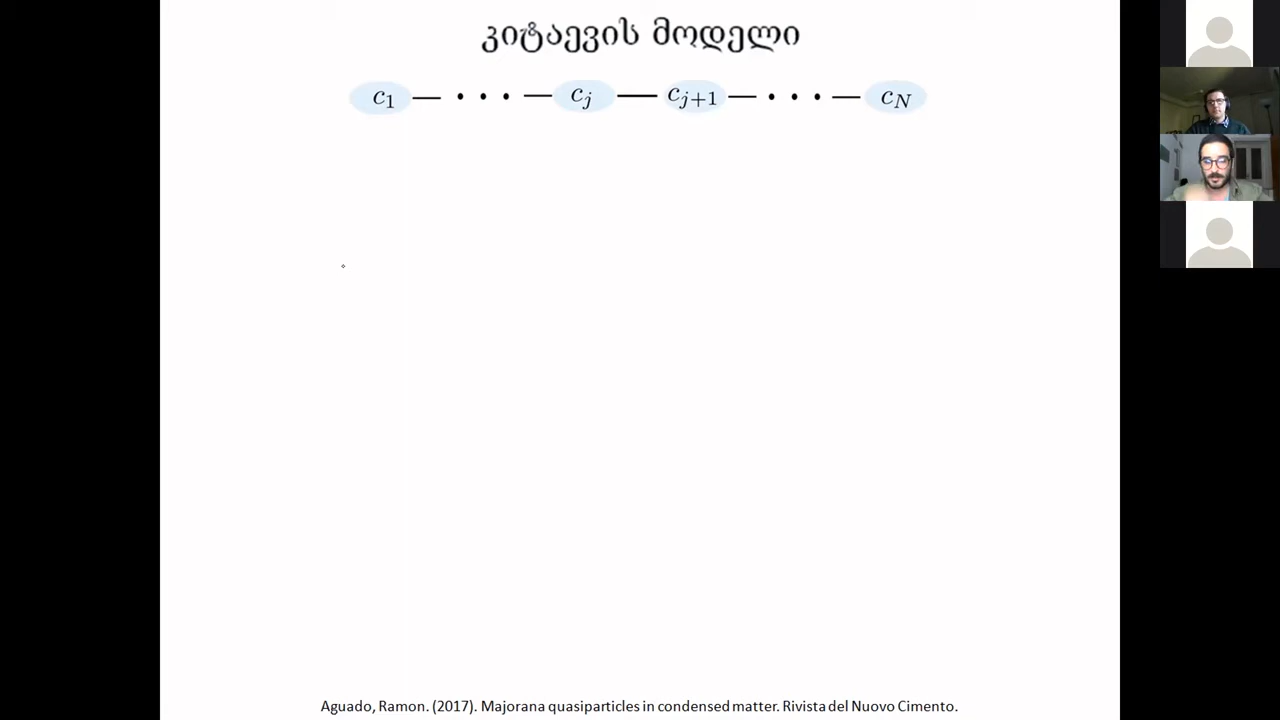 კიტაევის მოდელი
c₁ — · · · — cⱼ — cⱼ₊₁ — · · · — c_N
Aguado, Ramon. (2017). Majorana quasiparticles in condensed matter. Rivista del Nuovo Cimento.